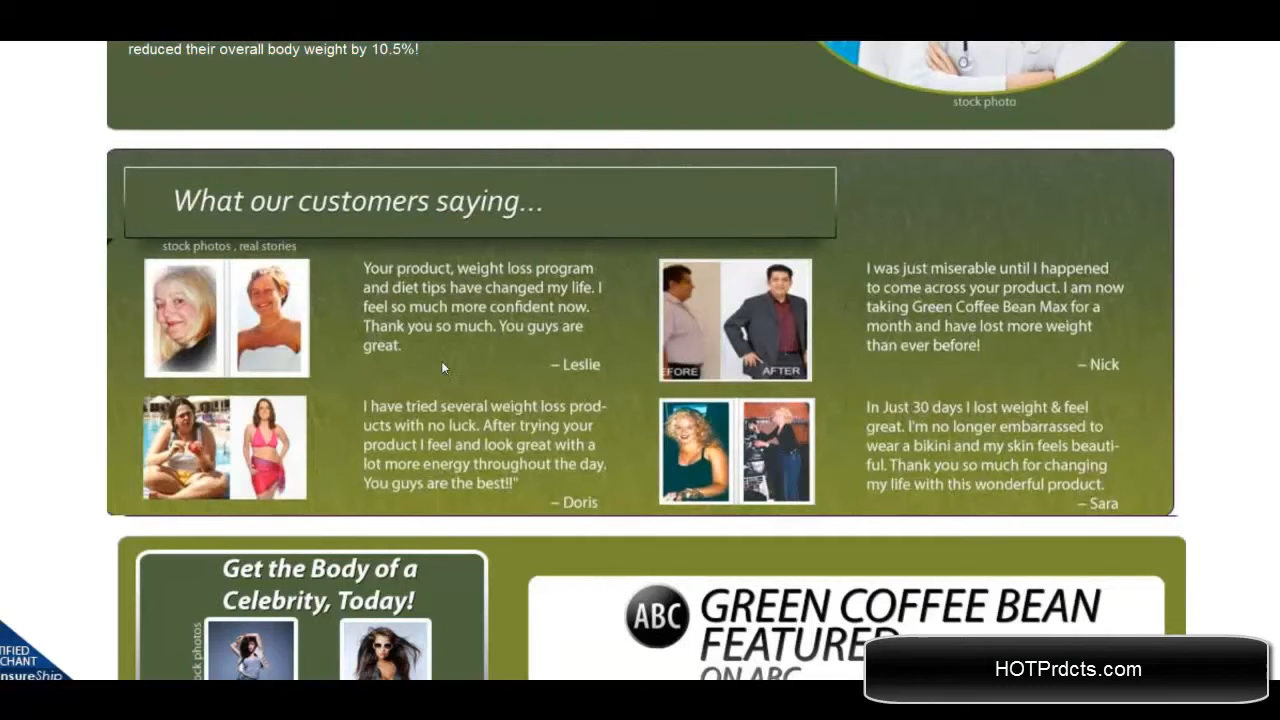 reduced their overall body weight by 10.5%!
stock photo
What our customers saying...
stock photos , real stories
Your product, weight loss program
and diet tips have changed my life. I
feel so much more confident now.
Thank you so much. You guys are
great.
– Leslie
EFORE AFTER
I was just miserable until I happened
to come across your product. I am now
taking Green Coffee Bean Max for a
month and have lost more weight
than ever before!
– Nick
I have tried several weight loss prod-
ucts with no luck. After trying your
product I feel and look great with a
lot more energy throughout the day.
You guys are the best!!"
– Doris
In Just 30 days I lost weight & feel
great. I'm no longer embarrassed to
wear a bikini and my skin feels beauti-
ful. Thank you so much for changing
my life with this wonderful product.
– Sara
Get the Body of a
Celebrity, Today!
ck photos
ABC
GREEN COFFEE BEAN
FEATURED
ON ABC
TIFIED
CHANT
nsureShip
HOTPrdcts.com